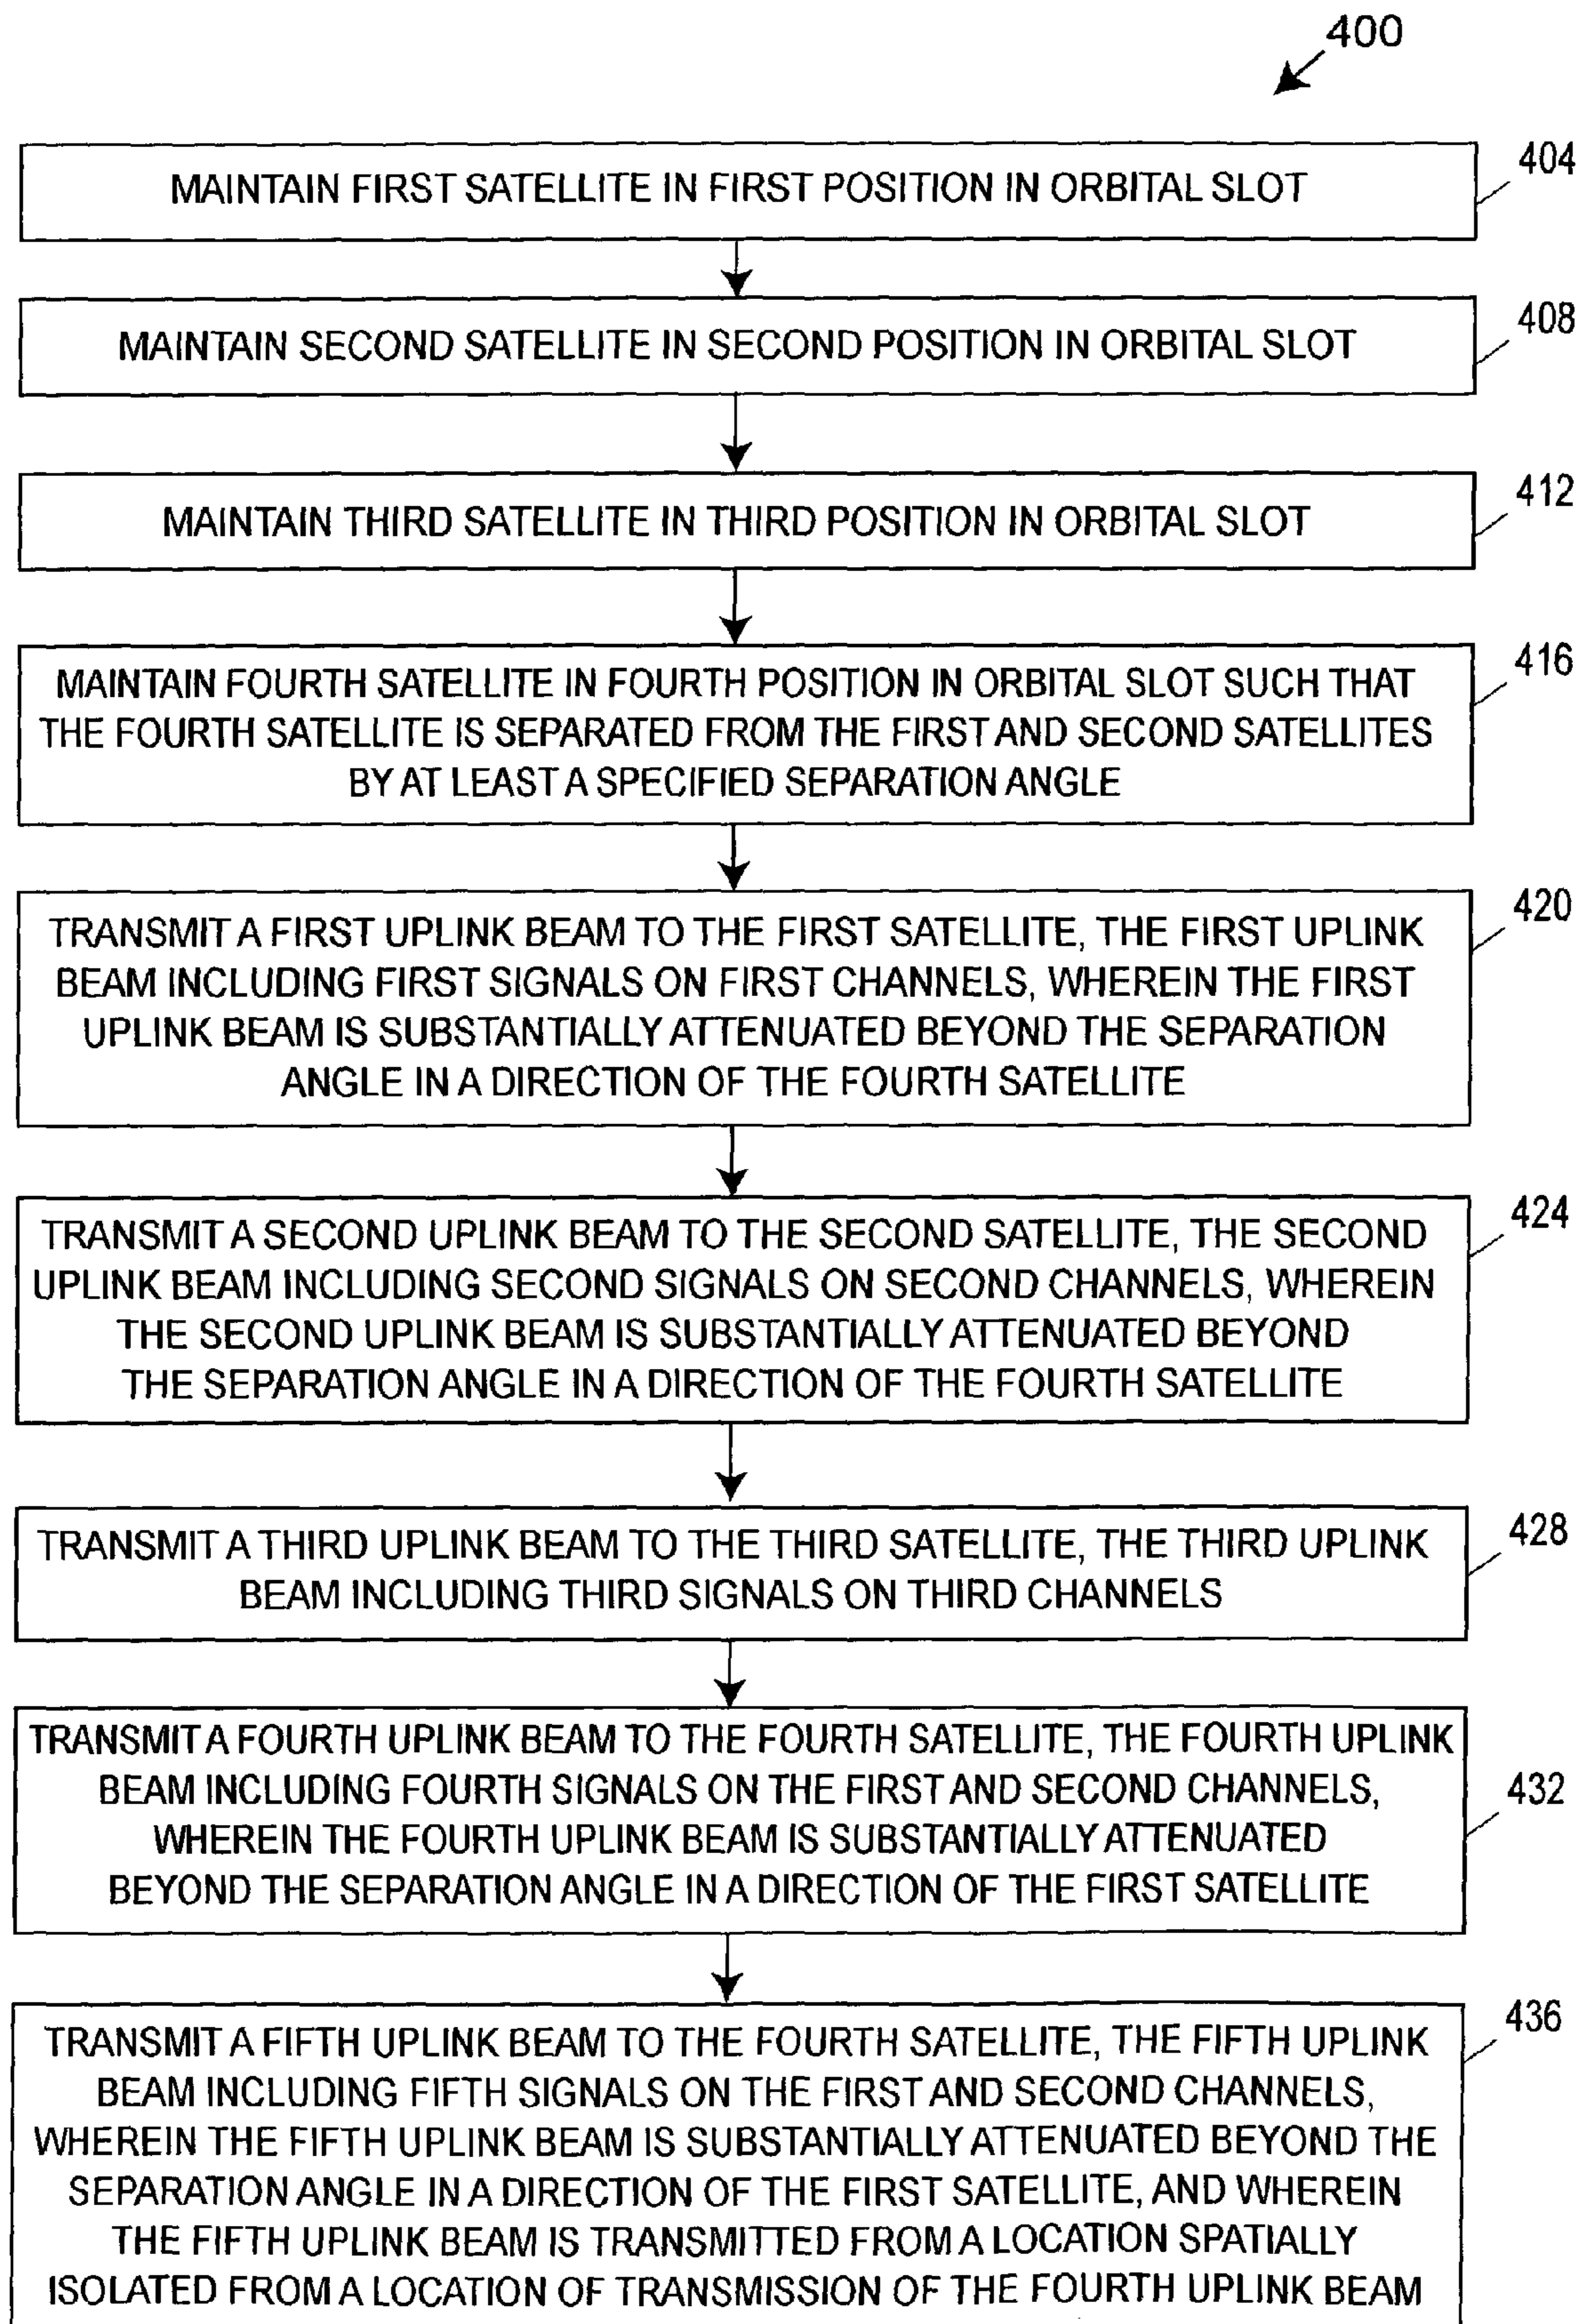 400
MAINTAIN FIRST SATELLITE IN FIRST POSITION IN ORBITAL SLOT
404
MAINTAIN SECOND SATELLITE IN SECOND POSITION IN ORBITAL SLOT
408
MAINTAIN THIRD SATELLITE IN THIRD POSITION IN ORBITAL SLOT
412
MAINTAIN FOURTH SATELLITE IN FOURTH POSITION IN ORBITAL SLOT SUCH THAT
THE FOURTH SATELLITE IS SEPARATED FROM THE FIRST AND SECOND SATELLITES
BY AT LEAST A SPECIFIED SEPARATION ANGLE
416
TRANSMIT A FIRST UPLINK BEAM TO THE FIRST SATELLITE, THE FIRST UPLINK
BEAM INCLUDING FIRST SIGNALS ON FIRST CHANNELS, WHEREIN THE FIRST
UPLINK BEAM IS SUBSTANTIALLY ATTENUATED BEYOND THE SEPARATION
ANGLE IN A DIRECTION OF THE FOURTH SATELLITE
420
TRANSMIT A SECOND UPLINK BEAM TO THE SECOND SATELLITE, THE SECOND
UPLINK BEAM INCLUDING SECOND SIGNALS ON SECOND CHANNELS, WHEREIN
THE SECOND UPLINK BEAM IS SUBSTANTIALLY ATTENUATED BEYOND
THE SEPARATION ANGLE IN A DIRECTION OF THE FOURTH SATELLITE
424
TRANSMIT A THIRD UPLINK BEAM TO THE THIRD SATELLITE, THE THIRD UPLINK
BEAM INCLUDING THIRD SIGNALS ON THIRD CHANNELS
428
TRANSMIT A FOURTH UPLINK BEAM TO THE FOURTH SATELLITE, THE FOURTH UPLINK
BEAM INCLUDING FOURTH SIGNALS ON THE FIRST AND SECOND CHANNELS,
WHEREIN THE FOURTH UPLINK BEAM IS SUBSTANTIALLY ATTENUATED
BEYOND THE SEPARATION ANGLE IN A DIRECTION OF THE FIRST SATELLITE
432
TRANSMIT A FIFTH UPLINK BEAM TO THE FOURTH SATELLITE, THE FIFTH UPLINK
BEAM INCLUDING FIFTH SIGNALS ON THE FIRST AND SECOND CHANNELS,
WHEREIN THE FIFTH UPLINK BEAM IS SUBSTANTIALLY ATTENUATED BEYOND THE
SEPARATION ANGLE IN A DIRECTION OF THE FIRST SATELLITE, AND WHEREIN
THE FIFTH UPLINK BEAM IS TRANSMITTED FROM A LOCATION SPATIALLY
ISOLATED FROM A LOCATION OF TRANSMISSION OF THE FOURTH UPLINK BEAM
436